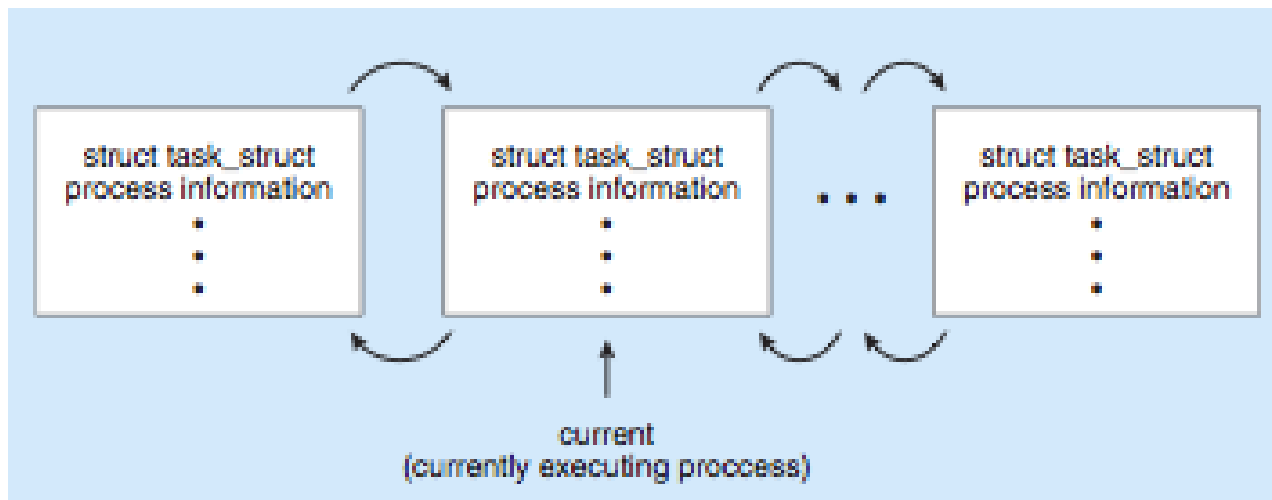 struct task_struct
process information
struct task_struct
process information
struct task_struct
process information
current
(currently executing proccess)